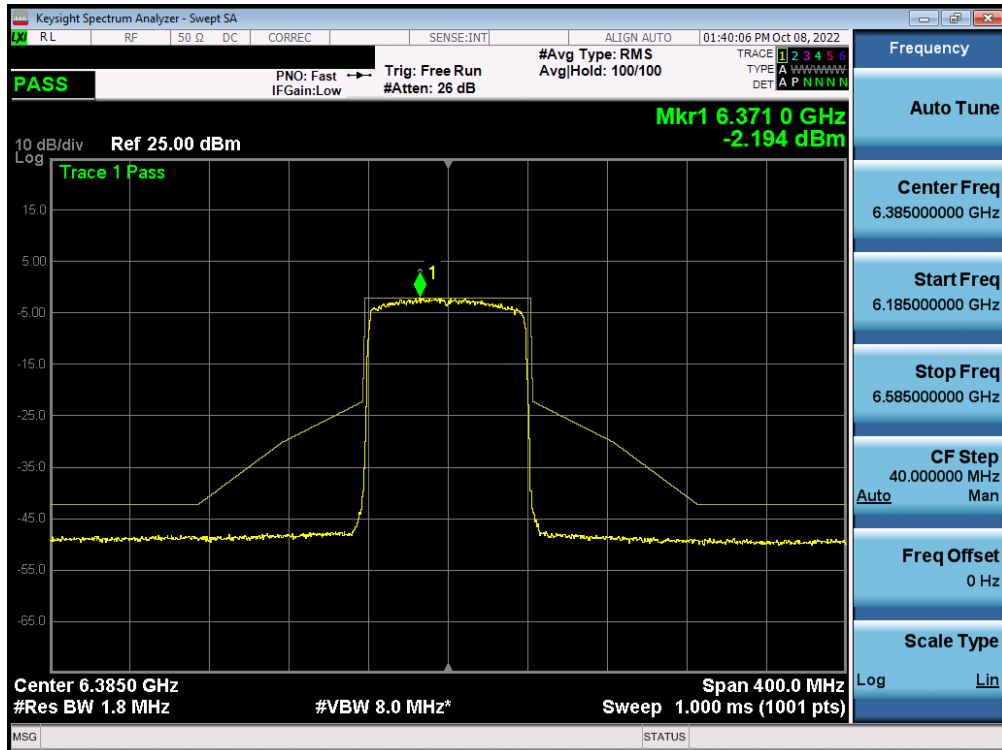 Keysight Spectrum Analyzer - Swept SA
LXI RL RF 50 Ω DC CORREC SENSE:INT ALIGN AUTO 01:40:06 PM Oct 08, 2022
PASS
PNO: Fast
IFGain:Low
Trig: Free Run
#Atten: 26 dB
#Avg Type: RMS
Avg|Hold: 100/100
TRACE 1 2 3 4 5 6
TYPE A WWWWW
DET A P N N N N
Mkr1 6.371 0 GHz
-2.194 dBm
10 dB/div
Log
Ref 25.00 dBm
Trace 1 Pass
15.0
5.00
1
-5.00
-15.0
-25.0
-35.0
-45.0
-55.0
-65.0
Center 6.3850 GHz
Span 400.0 MHz
#Res BW 1.8 MHz
#VBW 8.0 MHz*
Sweep 1.000 ms (1001 pts)
MSG
STATUS
Frequency
Auto Tune
Center Freq
6.385000000 GHz
Start Freq
6.185000000 GHz
Stop Freq
6.585000000 GHz
CF Step
40.000000 MHz
Auto Man
Freq Offset
0 Hz
Scale Type
Log Lin